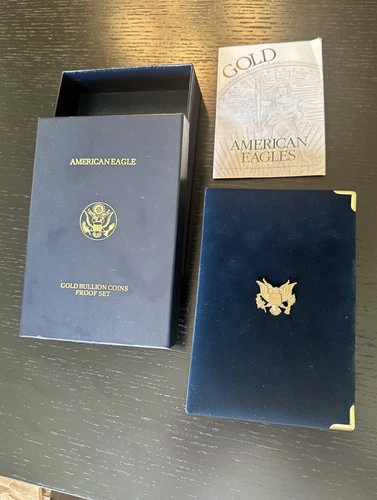 GOLD
AMERICAN
EAGLES
AMERICAN EAGLE
GOLD BULLION COINS
PROOF SET